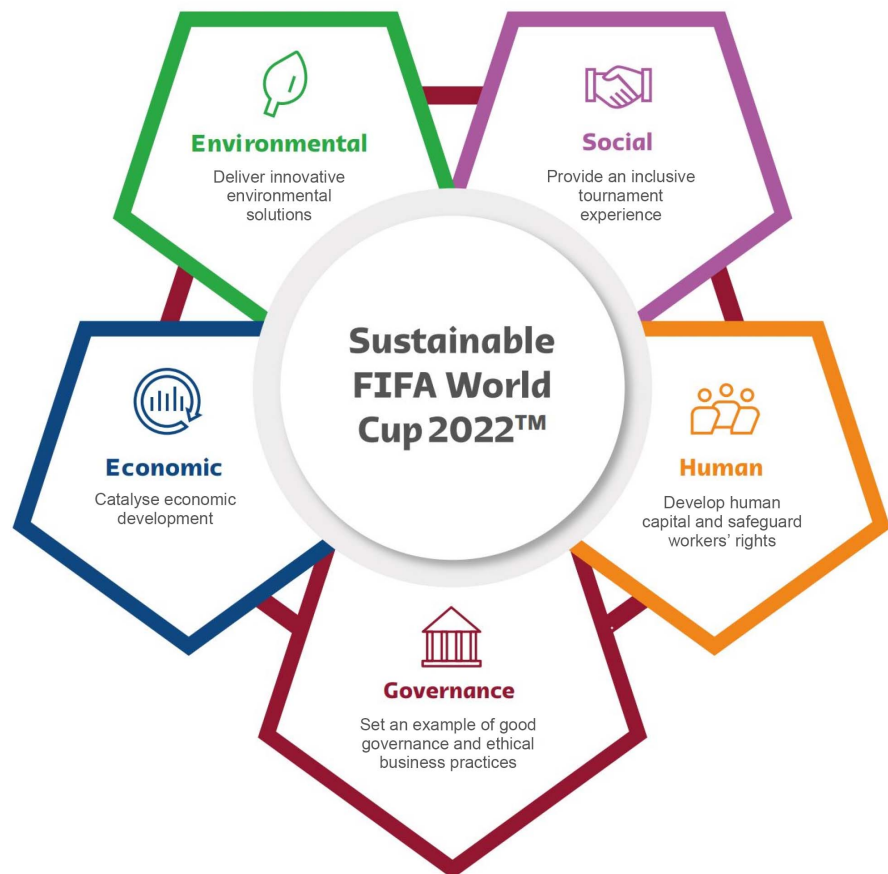 Environmental
Deliver innovative
environmental
solutions
Social
Provide an inclusive
tournament
experience
Sustainable
FIFA World
Cup 2022™
Economic
Catalyse economic
development
Human
Develop human
capital and safeguard
workers’ rights
Governance
Set an example of good
governance and ethical
business practices